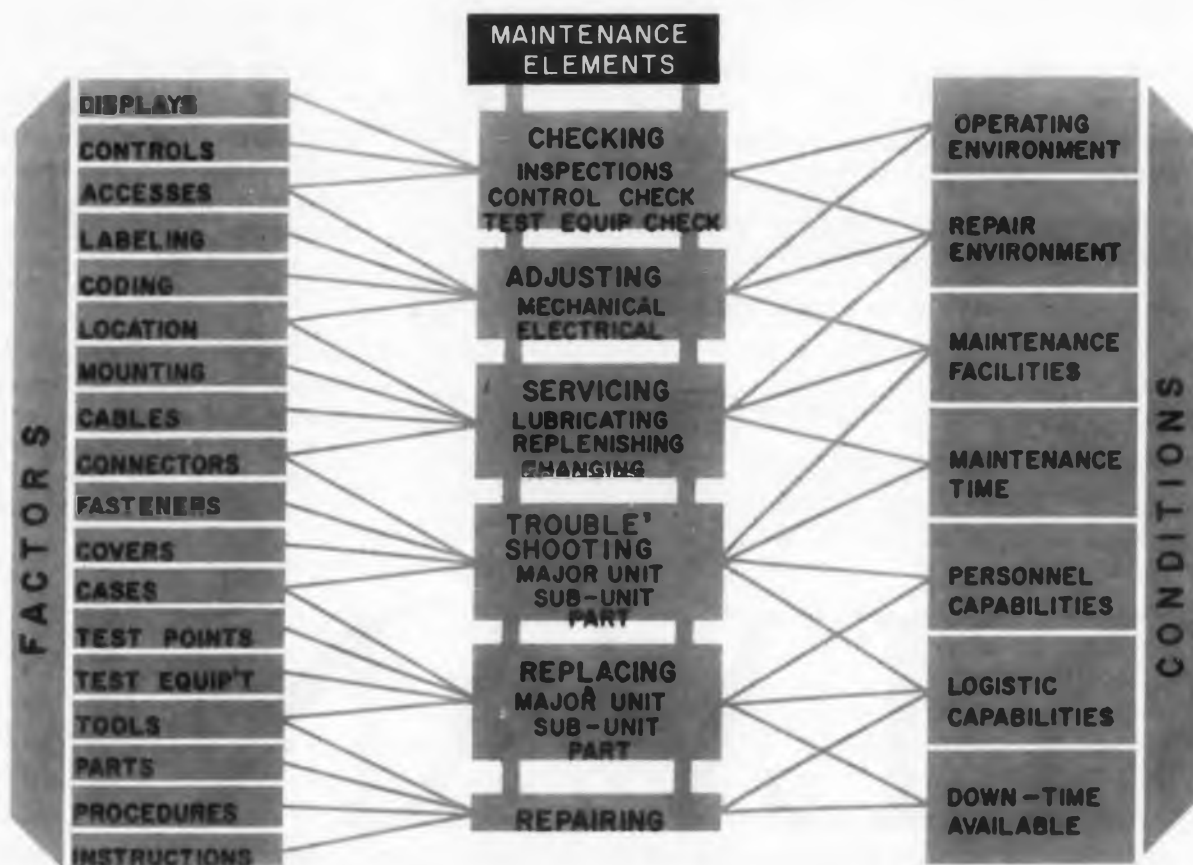 MAINTENANCE
ELEMENTS
FACTORS
DISPLAYS
CONTROLS
ACCESSES
LABELING
CODING
LOCATION
MOUNTING
CABLES
CONNECTORS
FASTENERS
COVERS
CASES
TEST POINTS
TEST EQUIP'T
TOOLS
PARTS
PROCEDURES
INSTRUCTIONS
CHECKING
INSPECTIONS
CONTROL CHECK
TEST EQUIP CHECK
ADJUSTING
MECHANICAL
ELECTRICAL
SERVICING
LUBRICATING
REPLENISHING
CHANGING
TROUBLE'
SHOOTING
MAJOR UNIT
SUB-UNIT
PART
REPLACING
A
MAJOR UNIT
SUB-UNIT
PART
REPAIRING
OPERATING
ENVIRONMENT
REPAIR
ENVIRONMENT
MAINTENANCE
FACILITIES
MAINTENANCE
TIME
PERSONNEL
CAPABILITIES
LOGISTIC
CAPABILITIES
DOWN-TIME
AVAILABLE
CONDITIONS